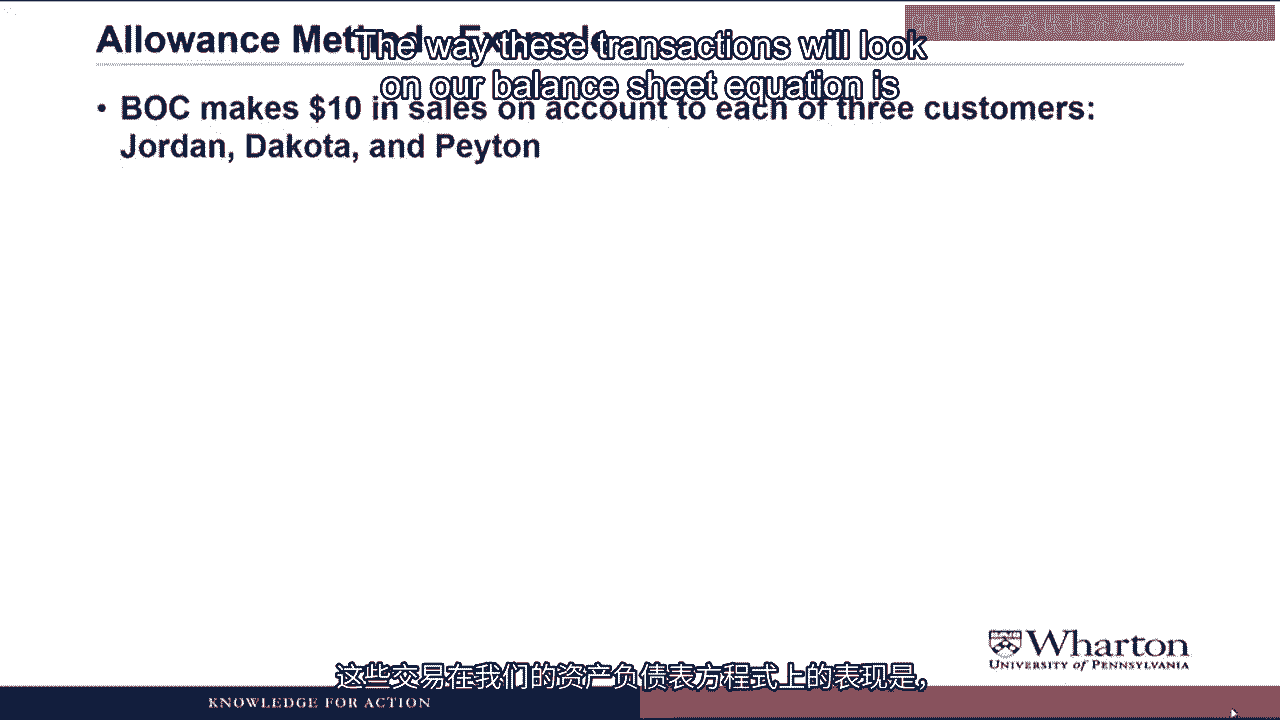 Allowance Method - Example
The way these transactions will look
on our balance sheet equation is
• BOC makes $10 in sales on account to each of three customers:
Jordan, Dakota, and Peyton
Wharton
UNIVERSITY of PENNSYLVANIA
这些交易在我们的资产负债表方程式上的表现是，
KNOWLEDGE FOR ACTION